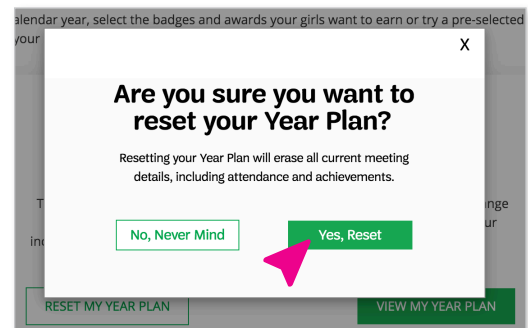 alendar year, select the badges and awards your girls want to earn or try a pre-selected
your
X
Are you sure you want to
reset your Year Plan?
Resetting your Year Plan will erase all current meeting
details, including attendance and achievements.
No, Never Mind
Yes, Reset
RESET MY YEAR PLAN
VIEW MY YEAR PLAN